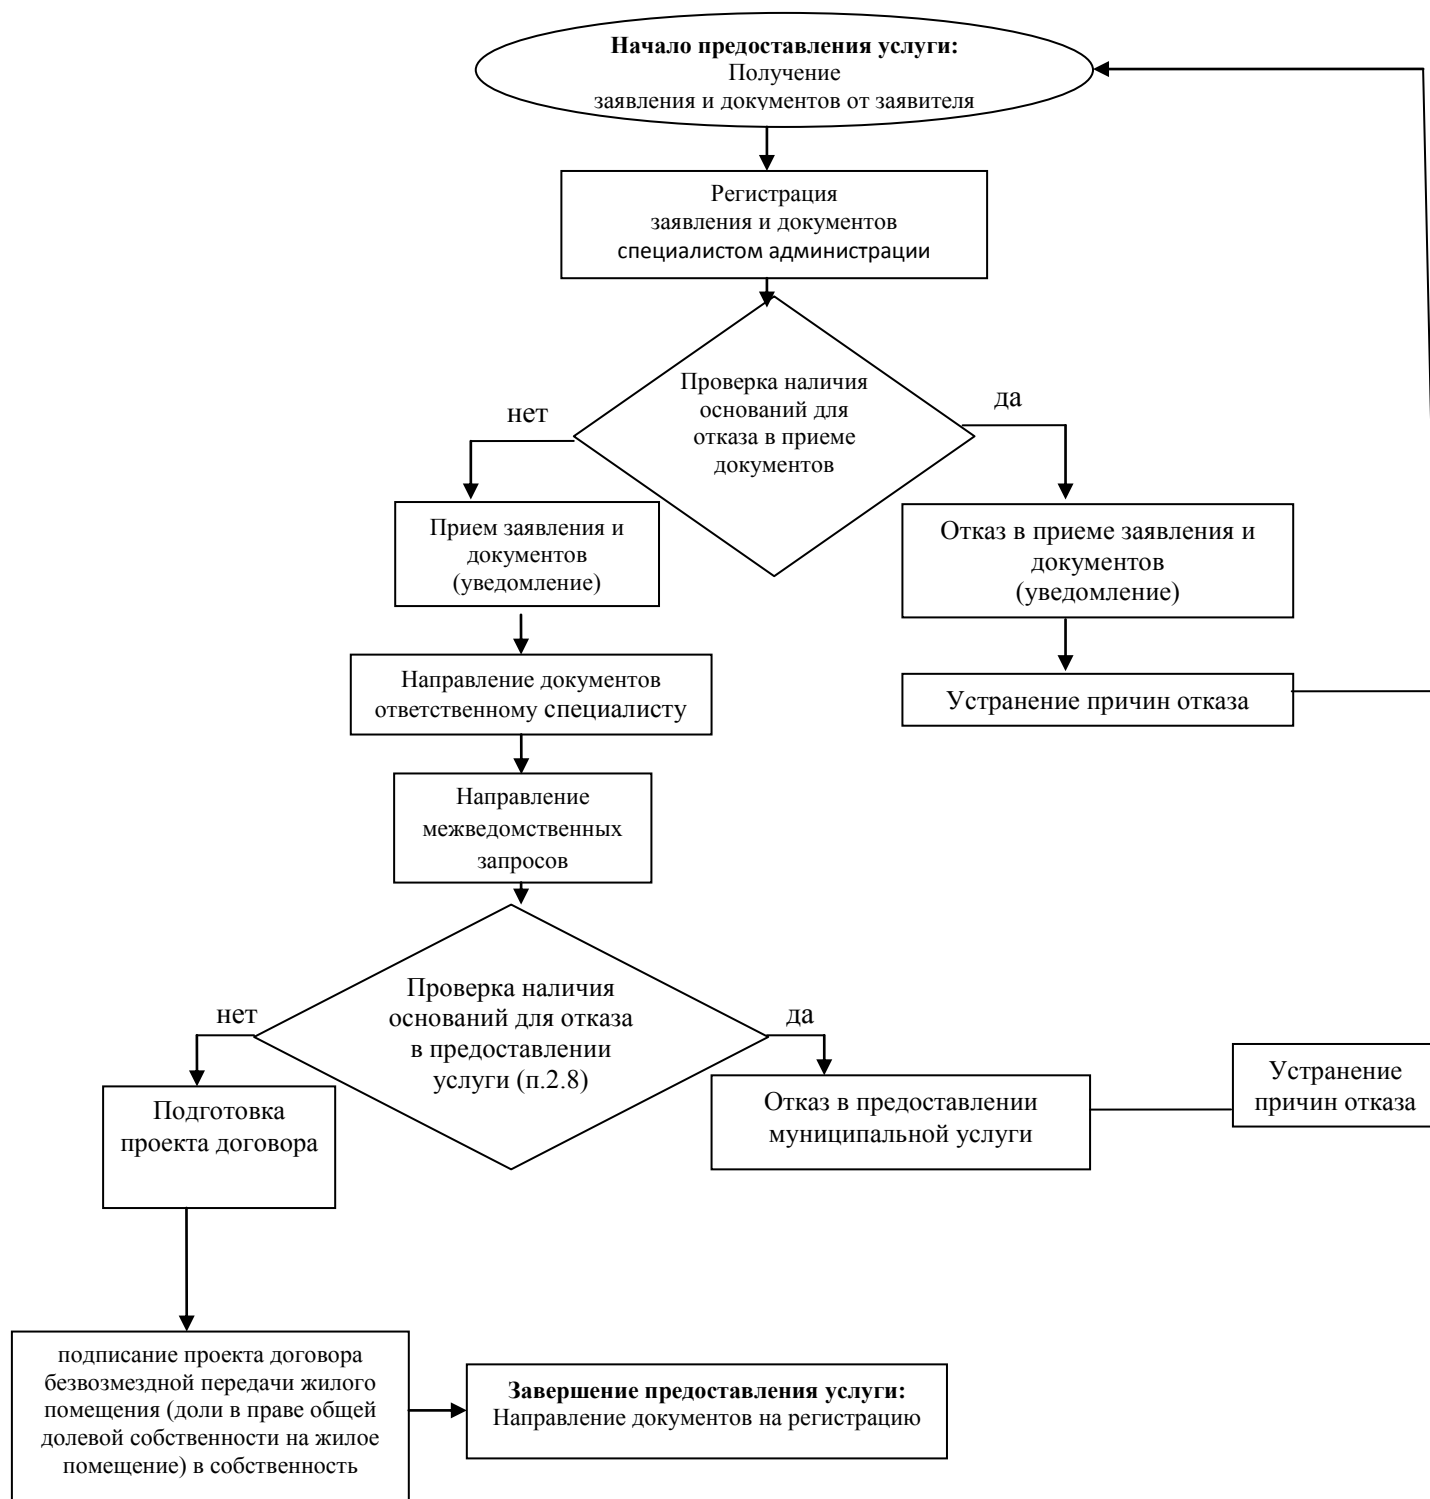 Начало предоставления услуги:
Получение
заявления и документов от заявителя
Регистрация
заявления и документов
специалистом администрации
Проверка наличия
оснований для
отказа в приеме
документов
нет
да
Прием заявления и
документов
(уведомление)
Отказ в приеме заявления и
документов
(уведомление)
Направление документов
ответственному специалисту
Устранение причин отказа
Направление
межведомственных
запросов
Проверка наличия
оснований для отказа
в предоставлении
услуги (п.2.8)
нет
да
Подготовка
проекта договора
Отказ в предоставлении
муниципальной услуги
Устранение
причин отказа
подписание проекта договора
безвозмездной передачи жилого
помещения (доли в праве общей
долевой собственности на жилое
помещение) в собственность
Завершение предоставления услуги:
Направление документов на регистрацию